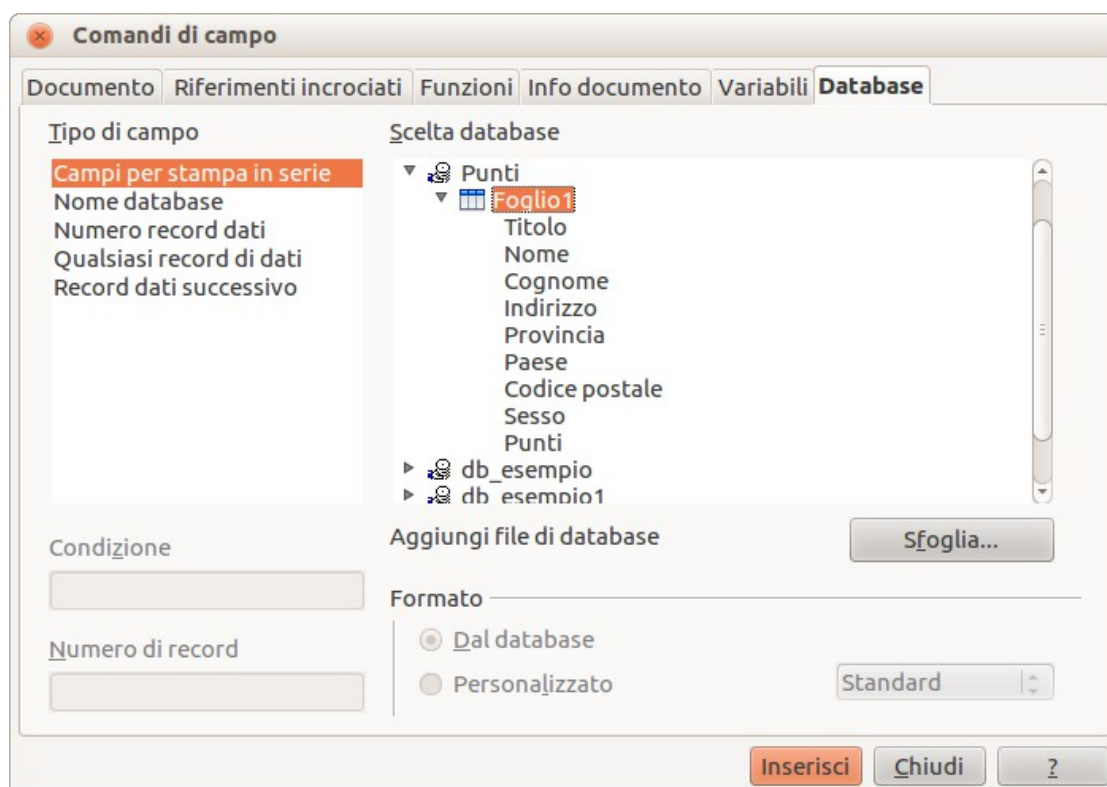 Comandi di campo
Documento Riferimenti incrociati Funzioni Info documento Variabili Database
Tipo di campo
Campi per stampa in serie
Nome database
Numero record dati
Qualsiasi record di dati
Record dati successivo
Scelta database
Punti
Foglio1
Titolo
Nome
Cognome
Indirizzo
Provincia
Paese
Codice postale
Sesso
Punti
db_esempio
db_esempio1
Condizione
Numero di record
Aggiungi file di database
Sfoglia...
Formato
Dal database
Personalizzato
Standard
Inserisci Chiudi ?